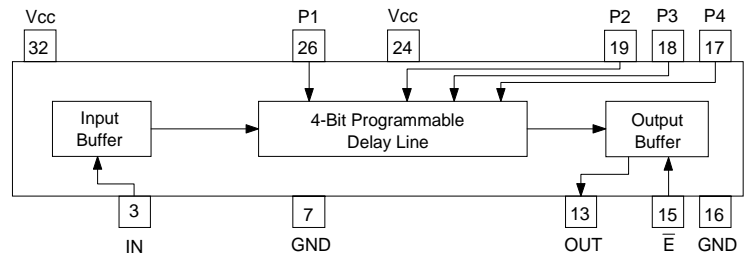 Vcc P1 Vcc P2 P3 P4
32 26 24 19 18 17
Input
Buffer
4-Bit Programmable
Delay Line
Output
Buffer
3 7 13 15 16
IN GND OUT E̅ GND